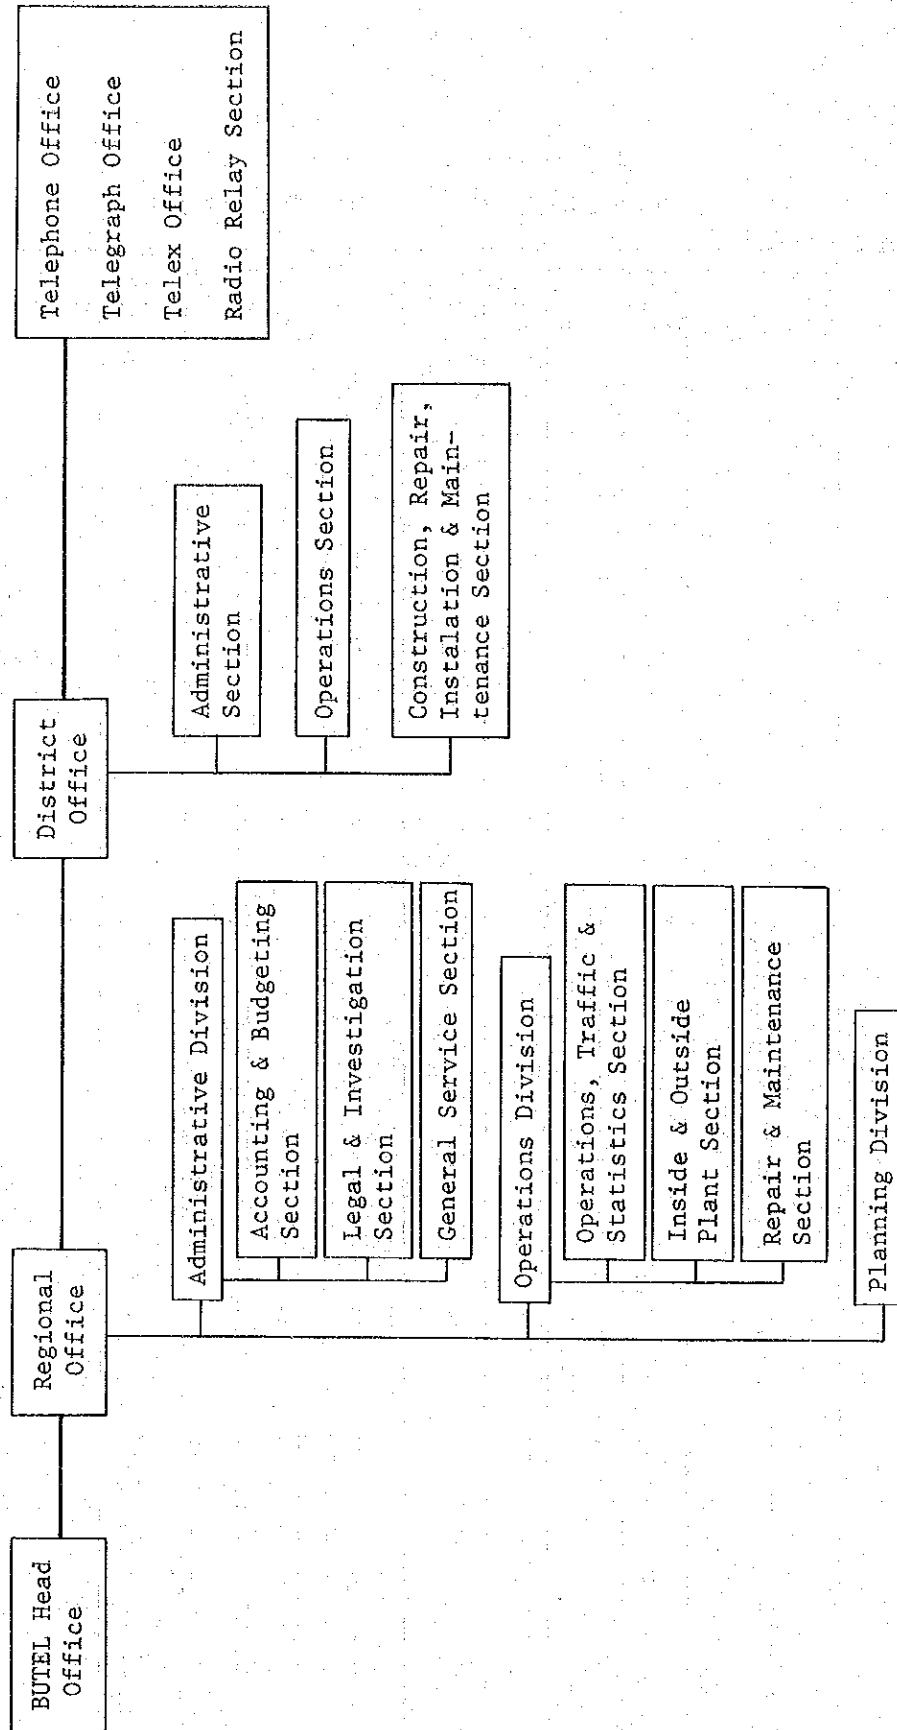 BUTEL Head
Office
Regional
Office
Administrative Division
Accounting & Budgeting
Section
Legal & Investigation
Section
General Service Section
Operations Division
Operations, Traffic &
Statistics Section
Inside & Outside
Plant Section
Repair & Maintenance
Section
Planning Division
District
Office
Administrative
Section
Operations Section
Construction, Repair,
Instalation & Main-
tenance Section
Telephone Office
Telegraph Office
Telex Office
Radio Relay Section